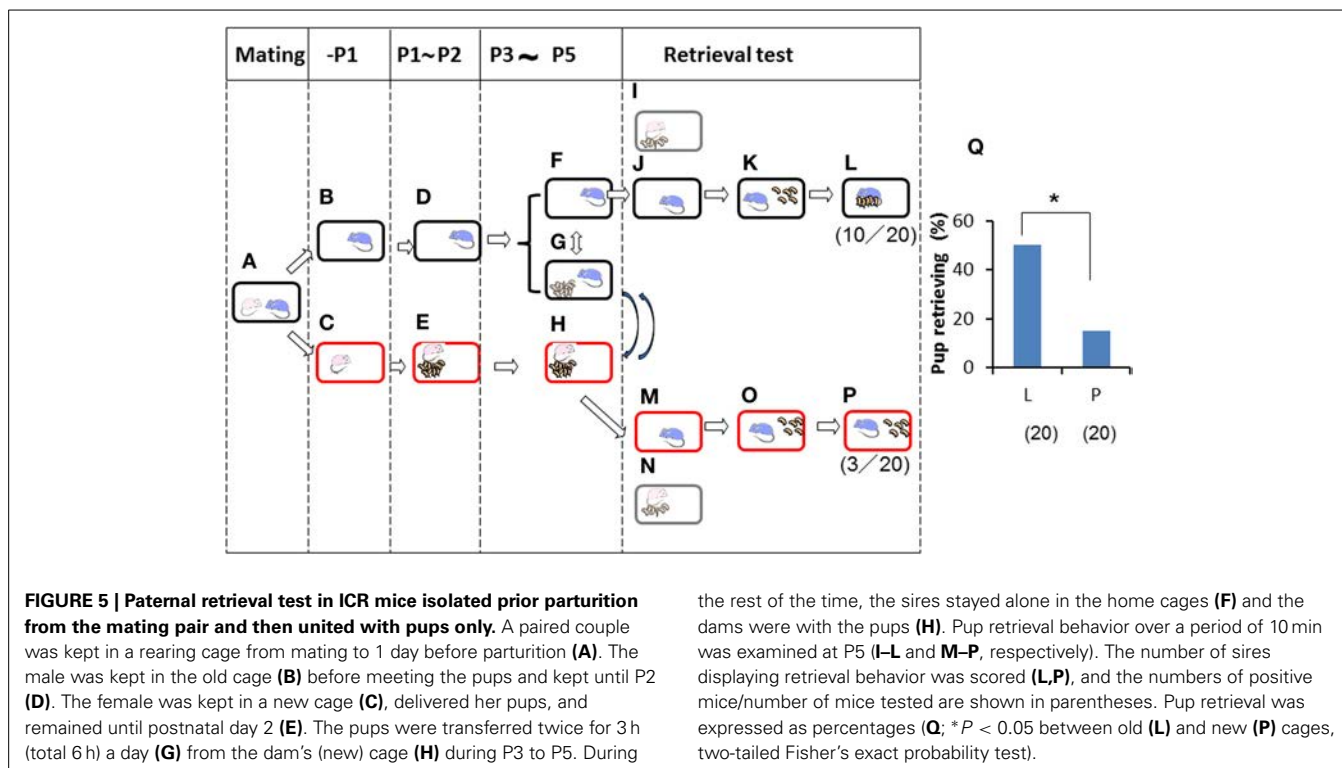 Mating -P1 P1~P2 P3 ~ P5 Retrieval test
I
F J K L Q
B D
(10/20)
G
A
C E H
M O P
(3/20)
N
*
Pup retrieving (%)
60
40
20
0
L P
(20) (20)
FIGURE 5 | Paternal retrieval test in ICR mice isolated prior parturition
from the mating pair and then united with pups only. A paired couple
was kept in a rearing cage from mating to 1 day before parturition (A). The
male was kept in the old cage (B) before meeting the pups and kept until P2
(D). The female was kept in a new cage (C), delivered her pups, and
remained until postnatal day 2 (E). The pups were transferred twice for 3 h
(total 6 h) a day (G) from the dam's (new) cage (H) during P3 to P5. During
the rest of the time, the sires stayed alone in the home cages (F) and the
dams were with the pups (H). Pup retrieval behavior over a period of 10 min
was examined at P5 (I–L and M–P, respectively). The number of sires
displaying retrieval behavior was scored (L,P), and the numbers of positive
mice/number of mice tested are shown in parentheses. Pup retrieval was
expressed as percentages (Q; *P < 0.05 between old (L) and new (P) cages,
two-tailed Fisher's exact probability test).